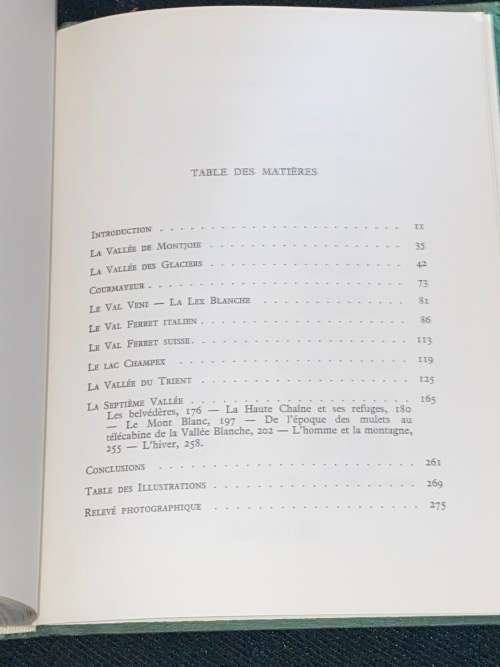 TABLE DES MATIÈRES
INTRODUCTION . . . . . . . . . . . . . . . . . . . . 11
LA VALLÉE DE MONTJOIE . . . . . . . . . . . . . . . . 35
LA VALLÉE DES GLACIERS . . . . . . . . . . . . . . . . 42
COURMAYEUR . . . . . . . . . . . . . . . . . . . . 73
LE VAL VENI — LA LEX BLANCHE . . . . . . . . . . . . 81
LE VAL FERRET ITALIEN . . . . . . . . . . . . . . . . 86
LE VAL FERRET SUISSE . . . . . . . . . . . . . . . . 113
LE LAC CHAMPEX . . . . . . . . . . . . . . . . . . 119
LA VALLÉE DU TRIENT . . . . . . . . . . . . . . . . 125
LA SEPTIÈME VALLÉE . . . . . . . . . . . . . . . . . 165
Les belvédères, 176 — La Haute Chaîne et ses refuges, 180
— Le Mont Blanc, 197 — De l'époque des mulets au
télécabine de la Vallée Blanche, 202 — L'homme et la montagne,
255 — L'hiver, 258.
CONCLUSIONS . . . . . . . . . . . . . . . . . . . . 261
TABLE DES ILLUSTRATIONS . . . . . . . . . . . . . . . 269
RELEVÉ PHOTOGRAPHIQUE . . . . . . . . . . . . . . . . 275